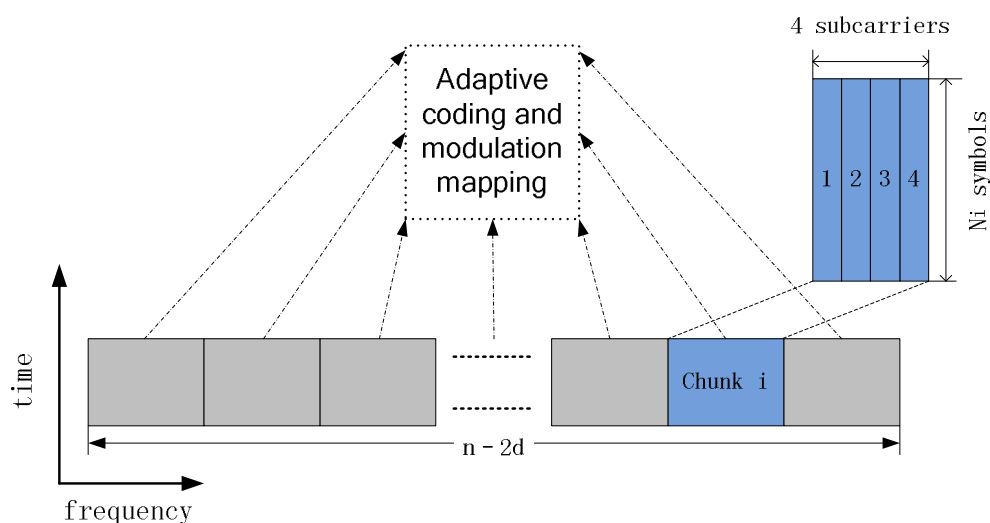 4 subcarriers
Adaptive
coding and
modulation
mapping
1 2 3 4
Ni symbols
Chunk i
time
n - 2d
frequency